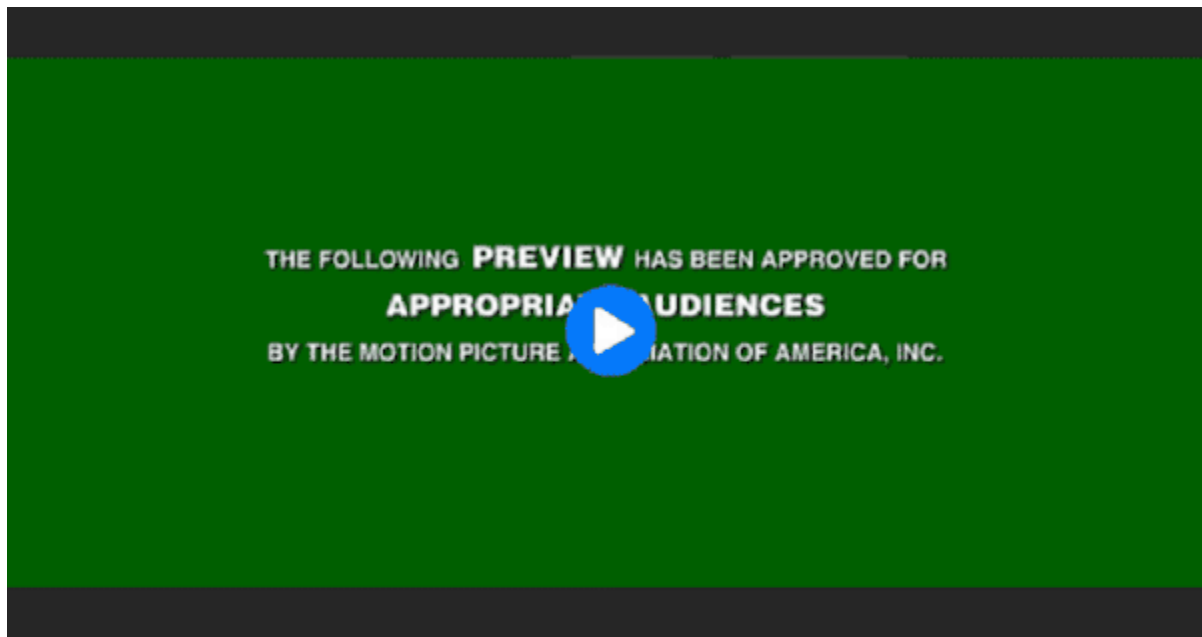 THE FOLLOWING PREVIEW HAS BEEN APPROVED FOR
BY THE MOTION PICTURE OF AMERICA, INC.